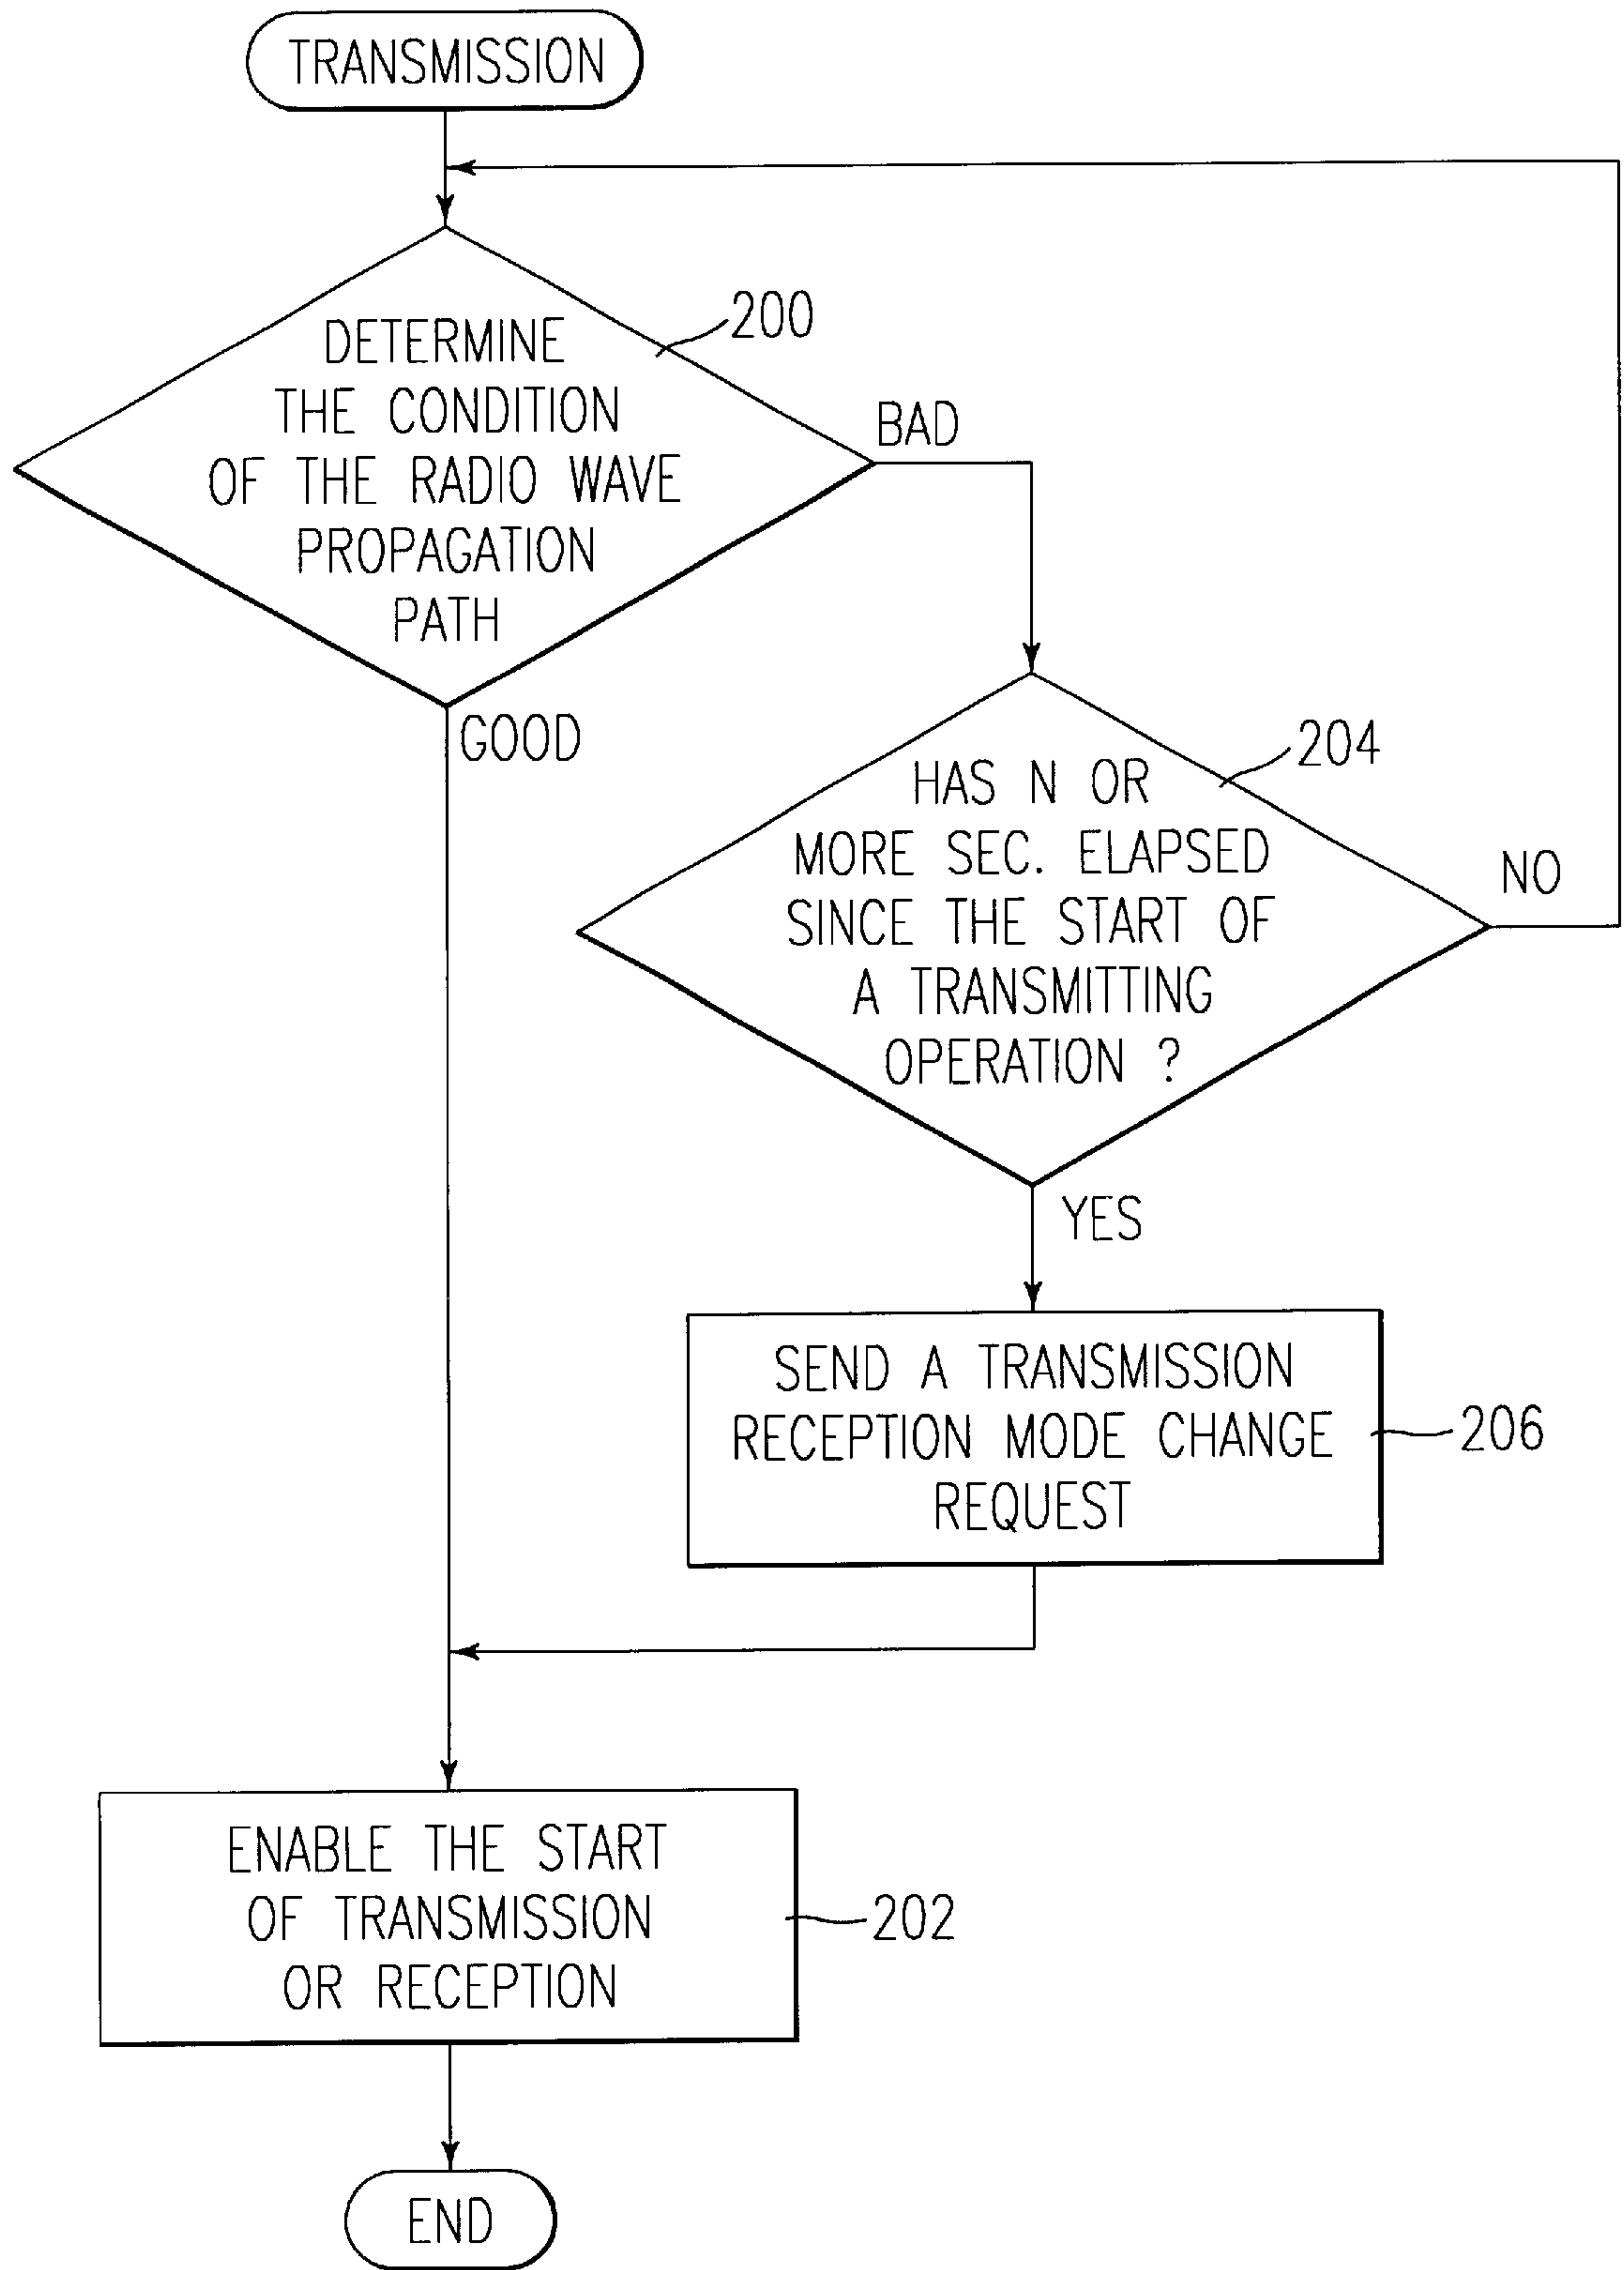 TRANSMISSION
200
DETERMINE
THE CONDITION
OF THE RADIO WAVE
PROPAGATION
PATH
BAD
GOOD
204
HAS N OR
MORE SEC. ELAPSED
SINCE THE START OF
A TRANSMITTING
OPERATION ?
NO
YES
SEND A TRANSMISSION
RECEPTION MODE CHANGE
REQUEST
206
ENABLE THE START
OF TRANSMISSION
OR RECEPTION
202
END